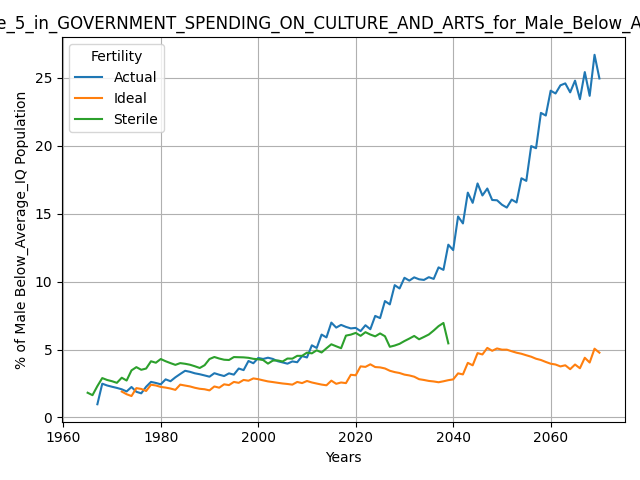 e_5_in_GOVERNMENT_SPENDING_ON_CULTURE_AND_ARTS_for_Male_Below_A
Fertility
Actual
Ideal
Sterile
% of Male Below_Average_IQ Population
25
20
15
10
5
0
1960 1980 2000 2020 2040 2060
Years